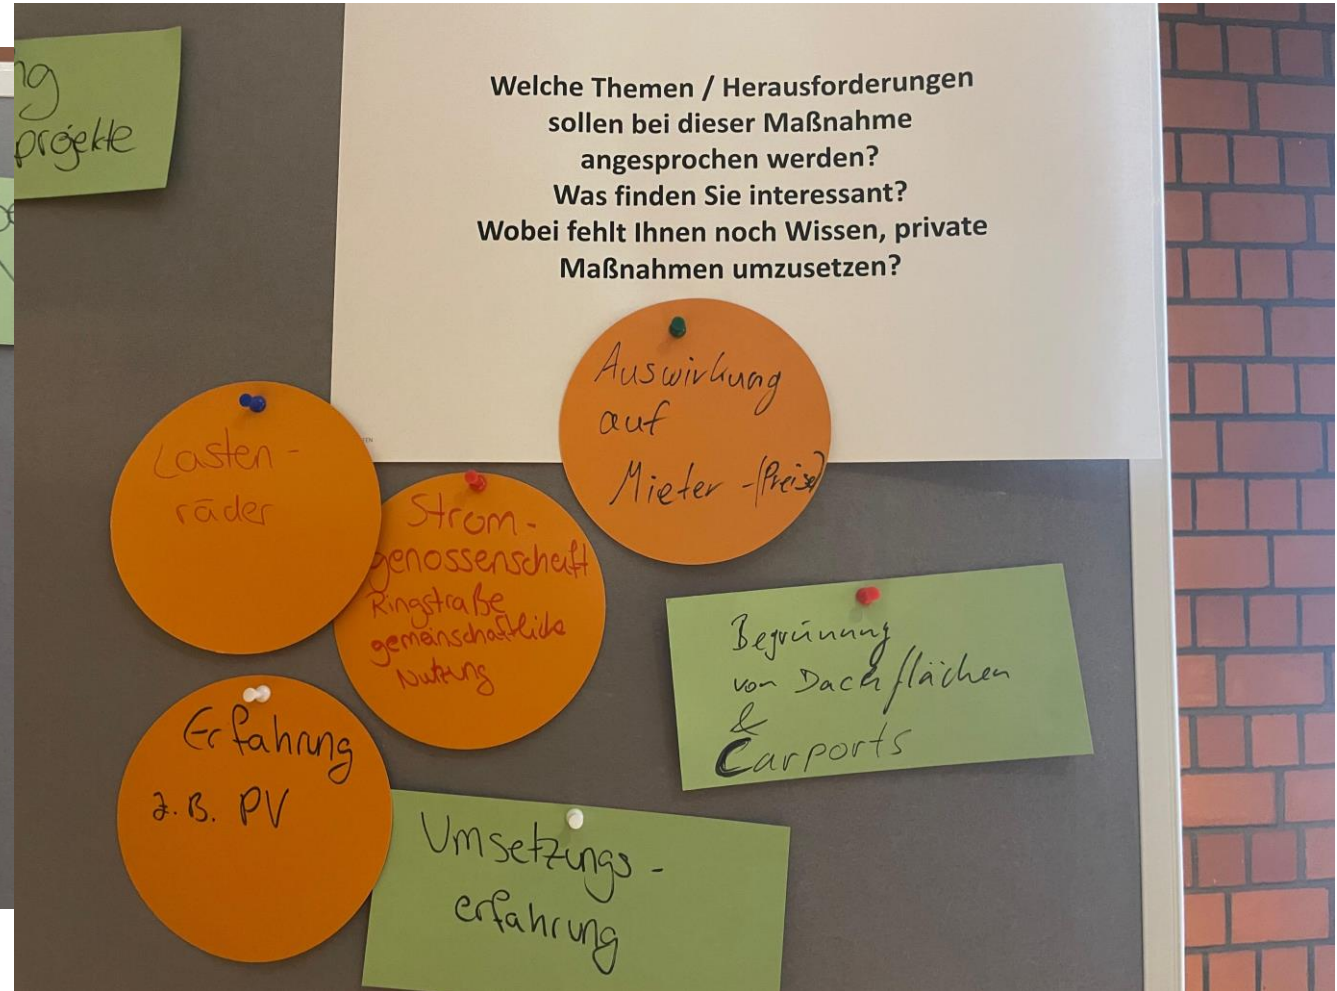 ng
projekte
Welche Themen / Herausforderungen
sollen bei dieser Maßnahme
angesprochen werden?
Was finden Sie interessant?
Wobei fehlt Ihnen noch Wissen, private
Maßnahmen umzusetzen?
Auswirkung
auf
Mieter -(Preise)
Lasten-
räder
Strom-
genossenschaft
Ringstraße
gemeinschaftliche
Nutzung
Begrünung
von Dachflächen
&
Carports
Erfahrung
z.B. PV
Umsetzungs-
erfahrung